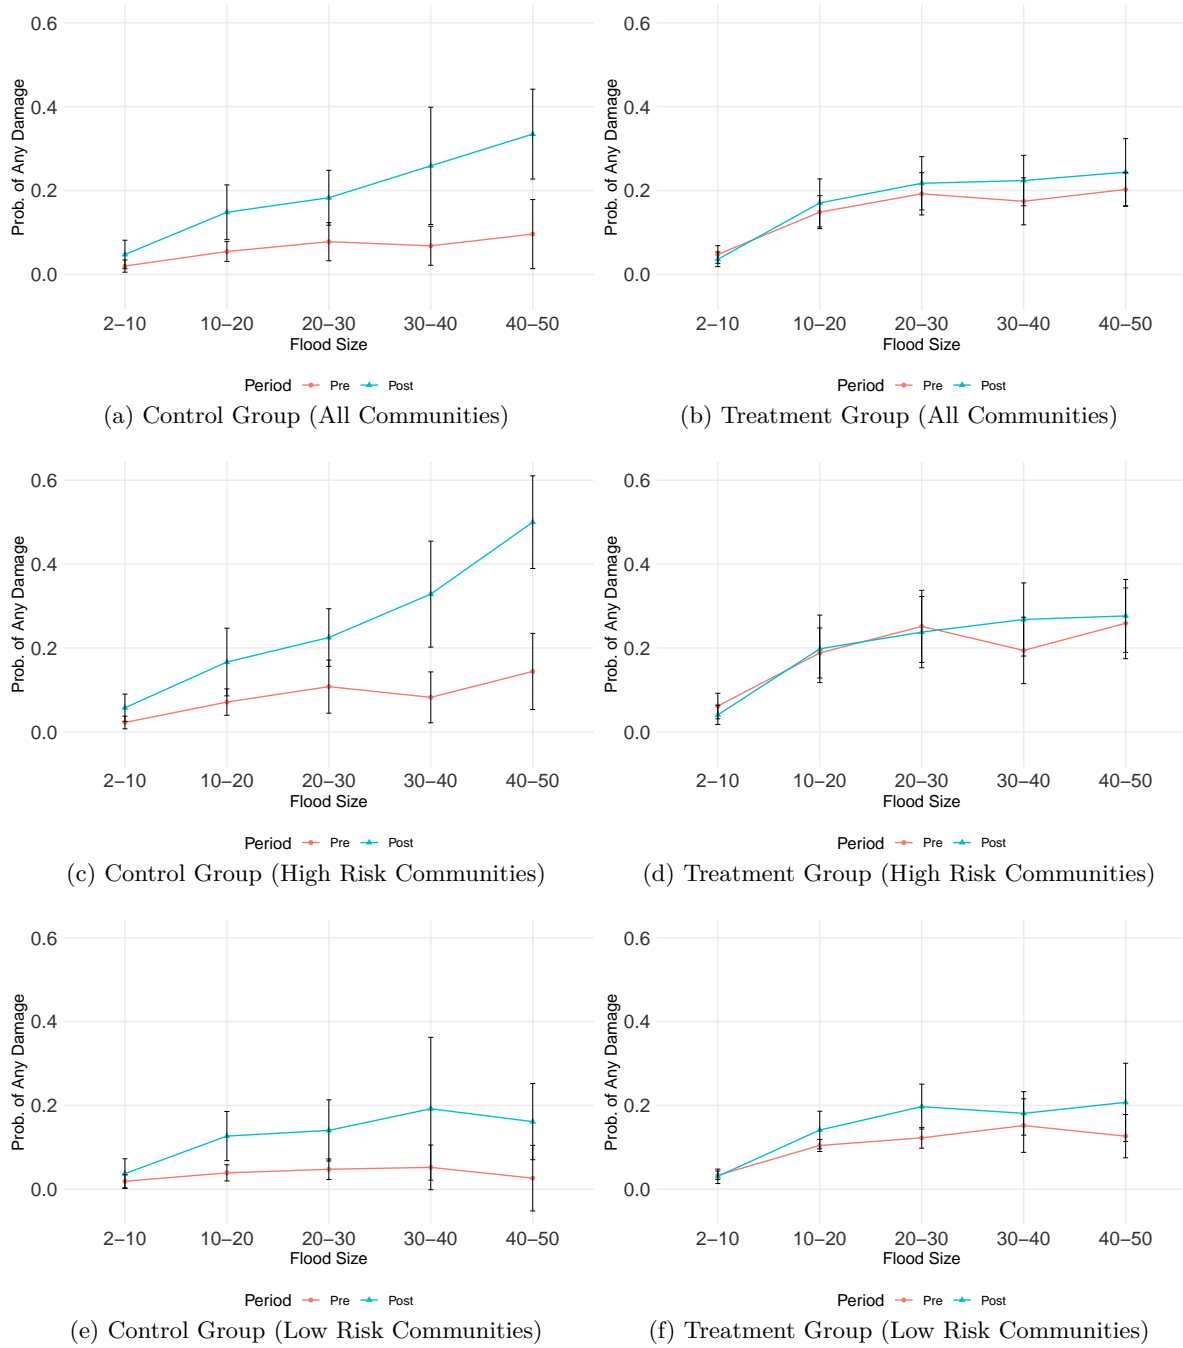 0.6
0.4
0.2
0.0
Prob. of Any Damage
2–10 10–20 20–30 30–40 40–50
Flood Size
Period Pre Post
(a) Control Group (All Communities)
0.6
0.4
0.2
0.0
Prob. of Any Damage
2–10 10–20 20–30 30–40 40–50
Flood Size
Period Pre Post
(b) Treatment Group (All Communities)
0.6
0.4
0.2
0.0
Prob. of Any Damage
2–10 10–20 20–30 30–40 40–50
Flood Size
Period Pre Post
(c) Control Group (High Risk Communities)
0.6
0.4
0.2
0.0
Prob. of Any Damage
2–10 10–20 20–30 30–40 40–50
Flood Size
Period Pre Post
(d) Treatment Group (High Risk Communities)
0.6
0.4
0.2
0.0
Prob. of Any Damage
2–10 10–20 20–30 30–40 40–50
Flood Size
Period Pre Post
(e) Control Group (Low Risk Communities)
0.6
0.4
0.2
0.0
Prob. of Any Damage
2–10 10–20 20–30 30–40 40–50
Flood Size
Period Pre Post
(f) Treatment Group (Low Risk Communities)